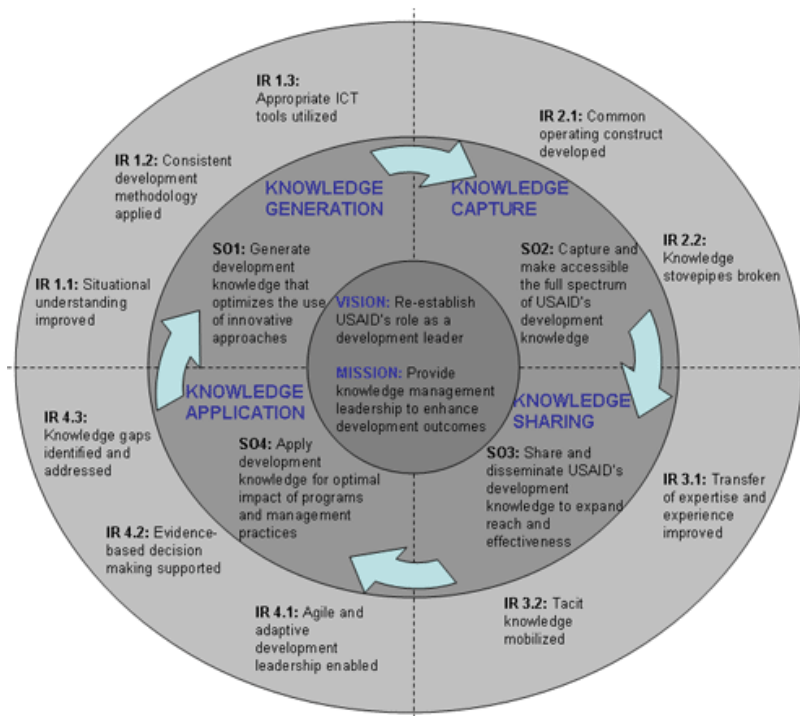 IR 1.3:
Appropriate ICT
tools utilized
IR 2.1: Common
operating construct
developed
IR 1.2: Consistent
development
methodology
applied
KNOWLEDGE
GENERATION
KNOWLEDGE
CAPTURE
IR 1.1: Situational
understanding
improved
SO1: Generate
development
knowledge that
optimizes the use
of innovative
approaches
SO2: Capture and
make accessible
the full spectrum
of USAID's
development
knowledge
IR 2.2:
Knowledge
stovepipes broken
VISION: Re-establish
USAID's role as a
development leader
MISSION: Provide
knowledge management
leadership to enhance
development outcomes
KNOWLEDGE
APPLICATION
KNOWLEDGE
SHARING
IR 4.3:
Knowledge gaps
identified and
addressed
SO4: Apply
development
knowledge for optimal
impact of programs
and management
practices
SO3: Share and
disseminate USAID's
development
knowledge to expand
reach and
effectiveness
IR 3.1: Transfer
of expertise and
experience
improved
IR 4.2: Evidence-
based decision
making supported
IR 4.1: Agile and
adaptive
development
leadership enabled
IR 3.2: Tacit
knowledge
mobilized